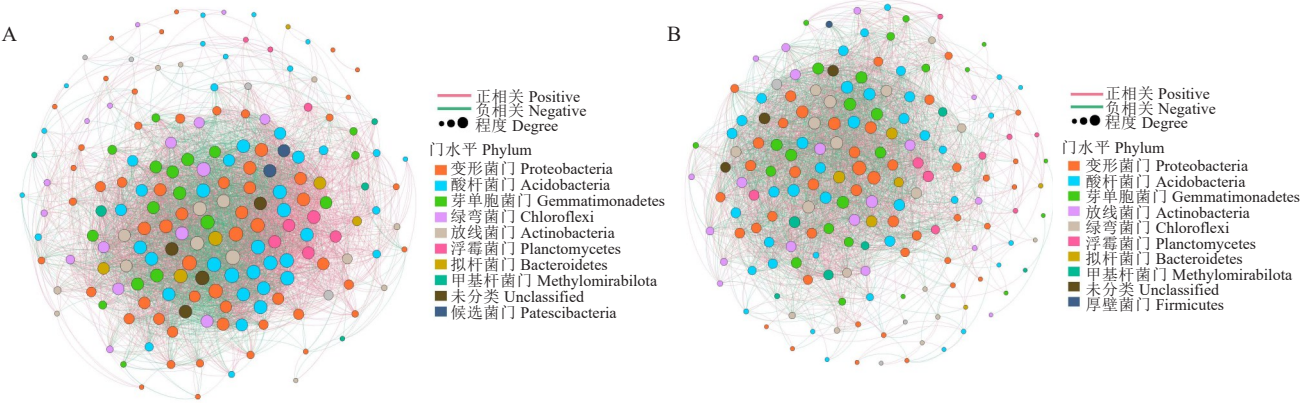 A
正相关 Positive
负相关 Negative
程度 Degree
门水平 Phylum
变形菌门 Proteobacteria
酸杆菌门 Acidobacteria
芽单胞菌门 Gemmatimonadetes
绿弯菌门 Chloroflexi
放线菌门 Actinobacteria
浮霉菌门 Planctomycetes
拟杆菌门 Bacteroidetes
甲基杆菌门 Methylomirabilota
未分类 Unclassified
候选菌门 Patescibacteria
B
正相关 Positive
负相关 Negative
程度 Degree
门水平 Phylum
变形菌门 Proteobacteria
酸杆菌门 Acidobacteria
芽单胞菌门 Gemmatimonadetes
放线菌门 Actinobacteria
绿弯菌门 Chloroflexi
浮霉菌门 Planctomycetes
拟杆菌门 Bacteroidetes
甲基杆菌门 Methylomirabilota
未分类 Unclassified
厚壁菌门 Firmicutes